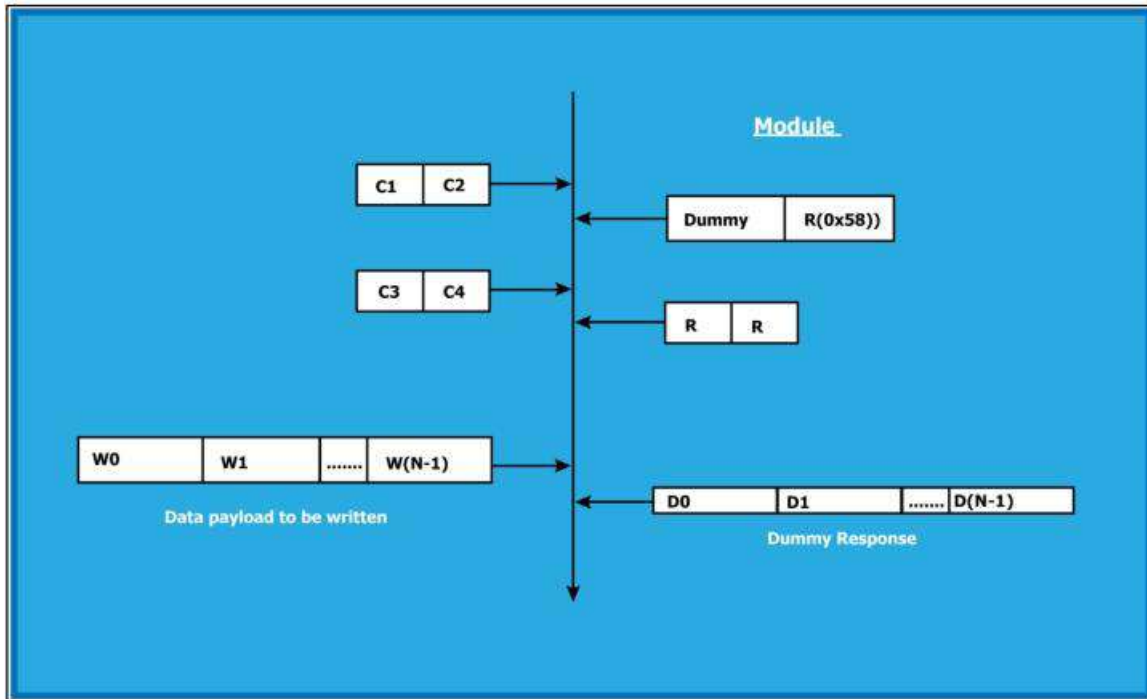 Module
C1 C2
Dummy R(0x58))
C3 C4
R R
W0 W1 ....... W(N-1)
Data payload to be written
D0 D1 ....... D(N-1)
Dummy Response